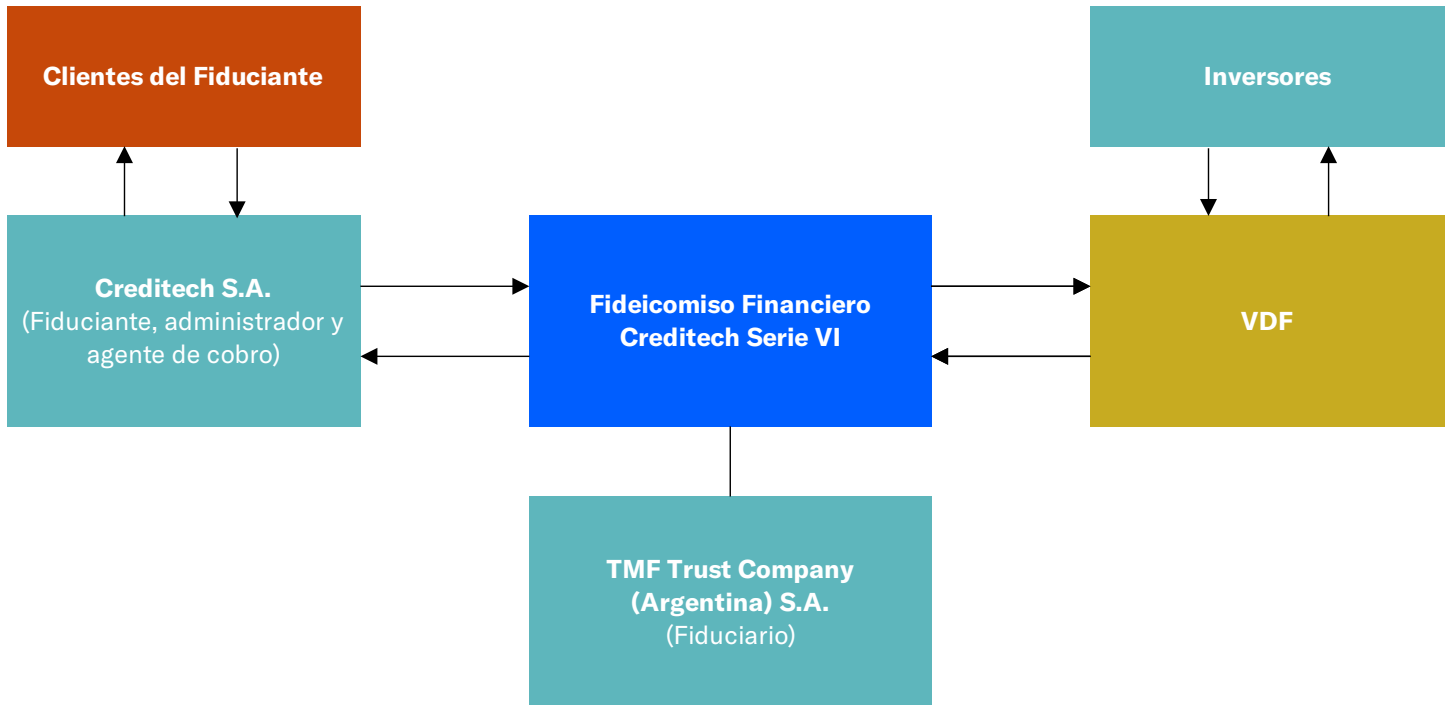 Clientes del Fiduciante
Inversores
Creditech S.A.
(Fiduciante, administrador y
agente de cobro)
Fideicomiso Financiero
Creditech Serie VI
VDF
TMF Trust Company
(Argentina) S.A.
(Fiduciario)